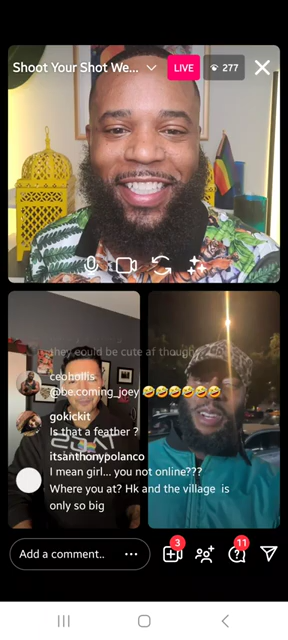 Shoot Your Shot We...
LIVE
277
they could be cute af though
ceohollis
@be.coming_joey 🤣🤣🤣🤣🤣🤣
gokickit
Is that a feather ?
itsanthonypolanco
I mean girl... you not online???
Where you at? Hk and the village is
only so big
Add a comment..
3
11